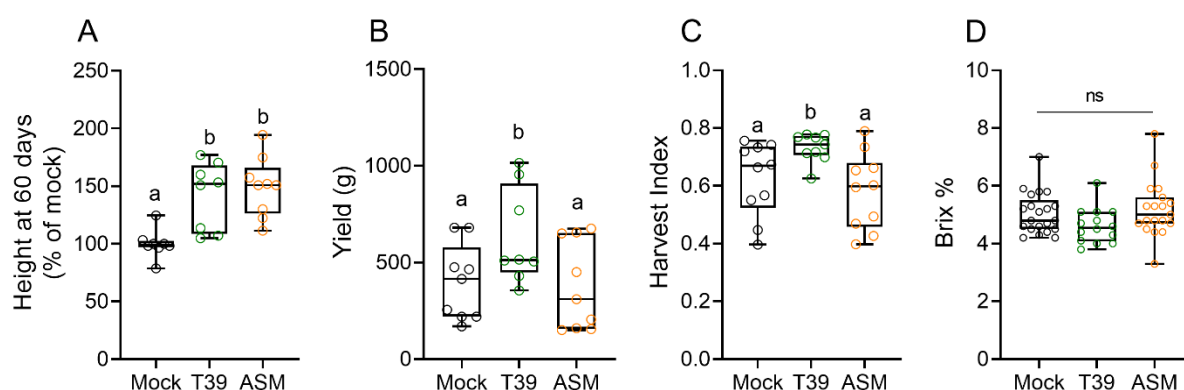 A
Height at 60 days
(% of mock)
250
200
150
100
50
0
a
b
b
Mock
T39
ASM
B
Yield (g)
1500
1000
500
0
a
b
a
Mock
T39
ASM
C
Harvest Index
1.0
0.8
0.6
0.4
0.2
0.0
a
b
a
Mock
T39
ASM
D
Brix %
10
8
6
4
2
0
ns
Mock
T39
ASM